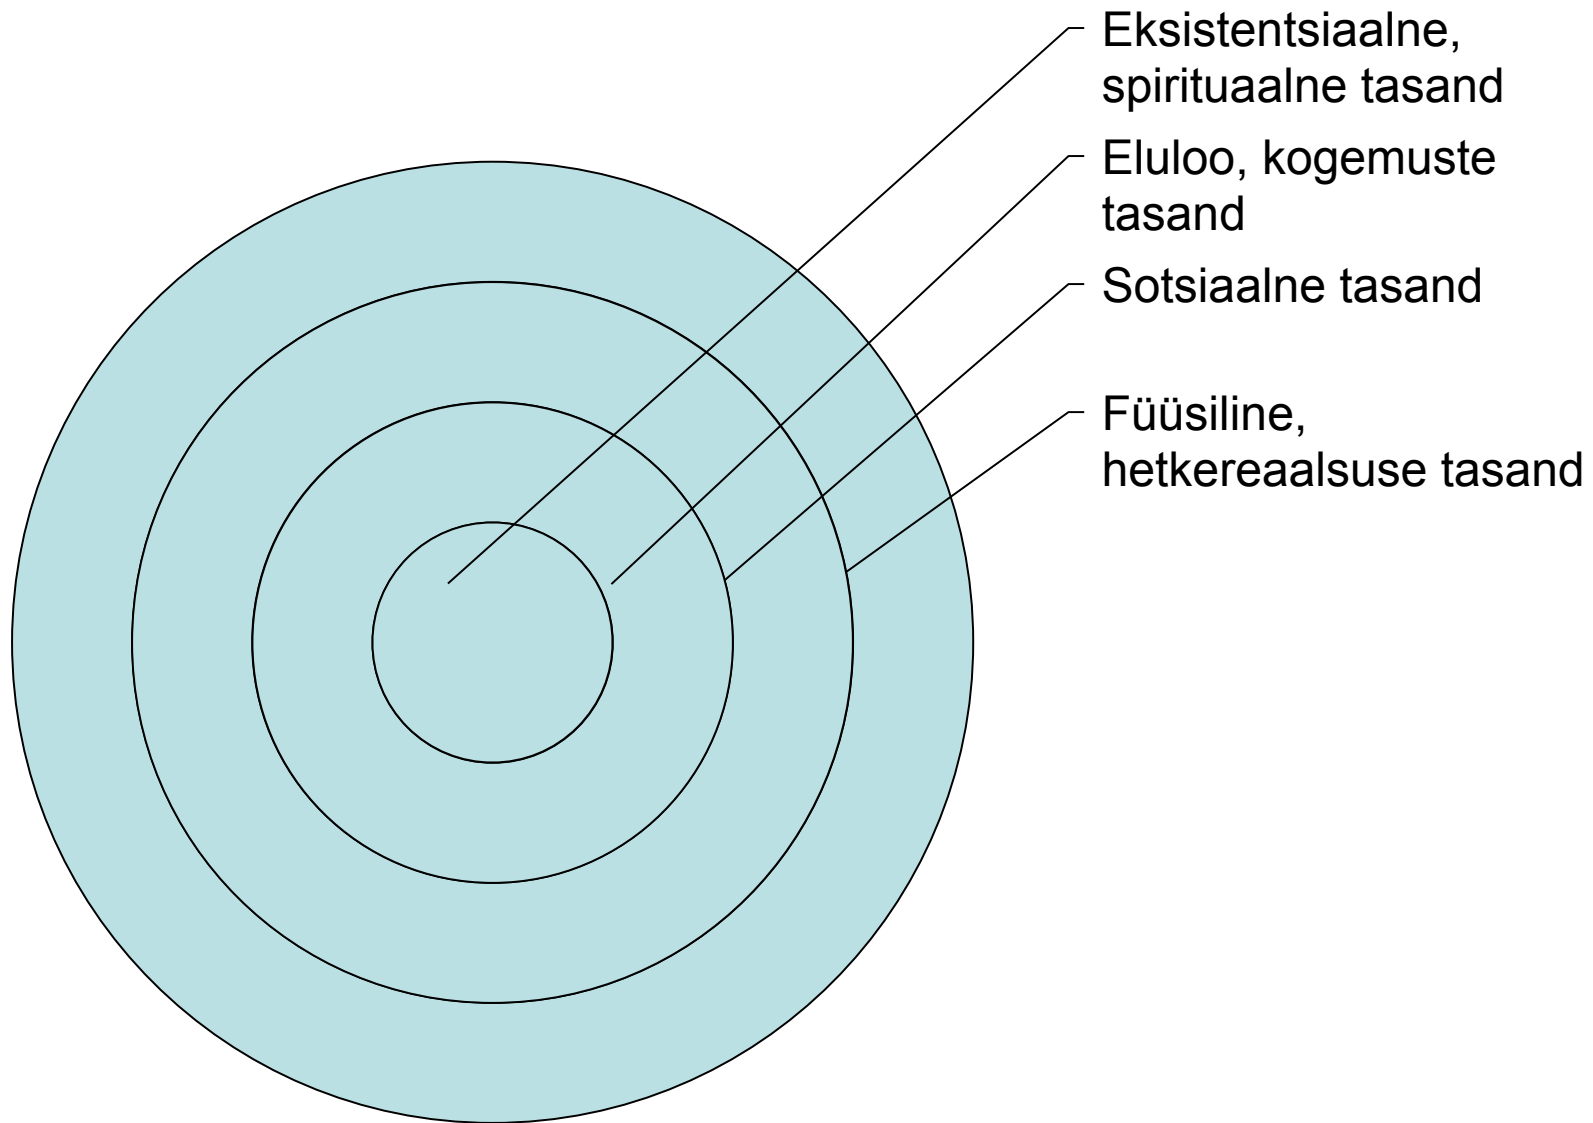 Eksistentsiaalne,
spirituaalne tasand
Eluloo, kogemuste
tasand
Sotsiaalne tasand
Füüsiline,
hetkereaalsuse tasand